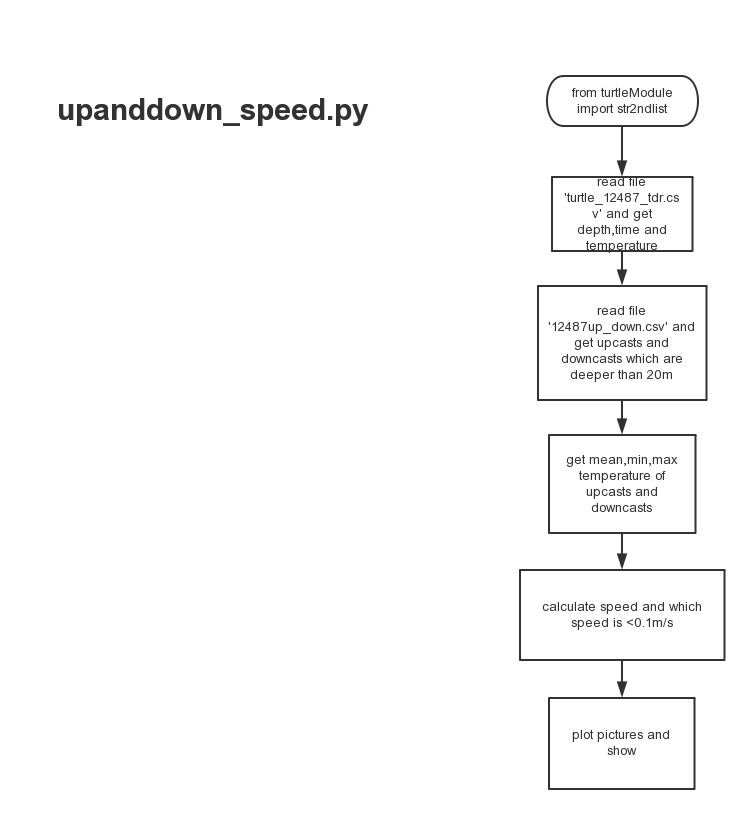 upanddown_speed.py
from turtleModule
import str2ndlist
read file
'turtle_12487_tdr.cs
v' and get
depth,time and
temperature
read file
'12487up_down.csv' and
get upcasts and
downcasts which are
deeper than 20m
get mean,min,max
temperature of
upcasts and
downcasts
calculate speed and which
speed is <0.1m/s
plot pictures and
show